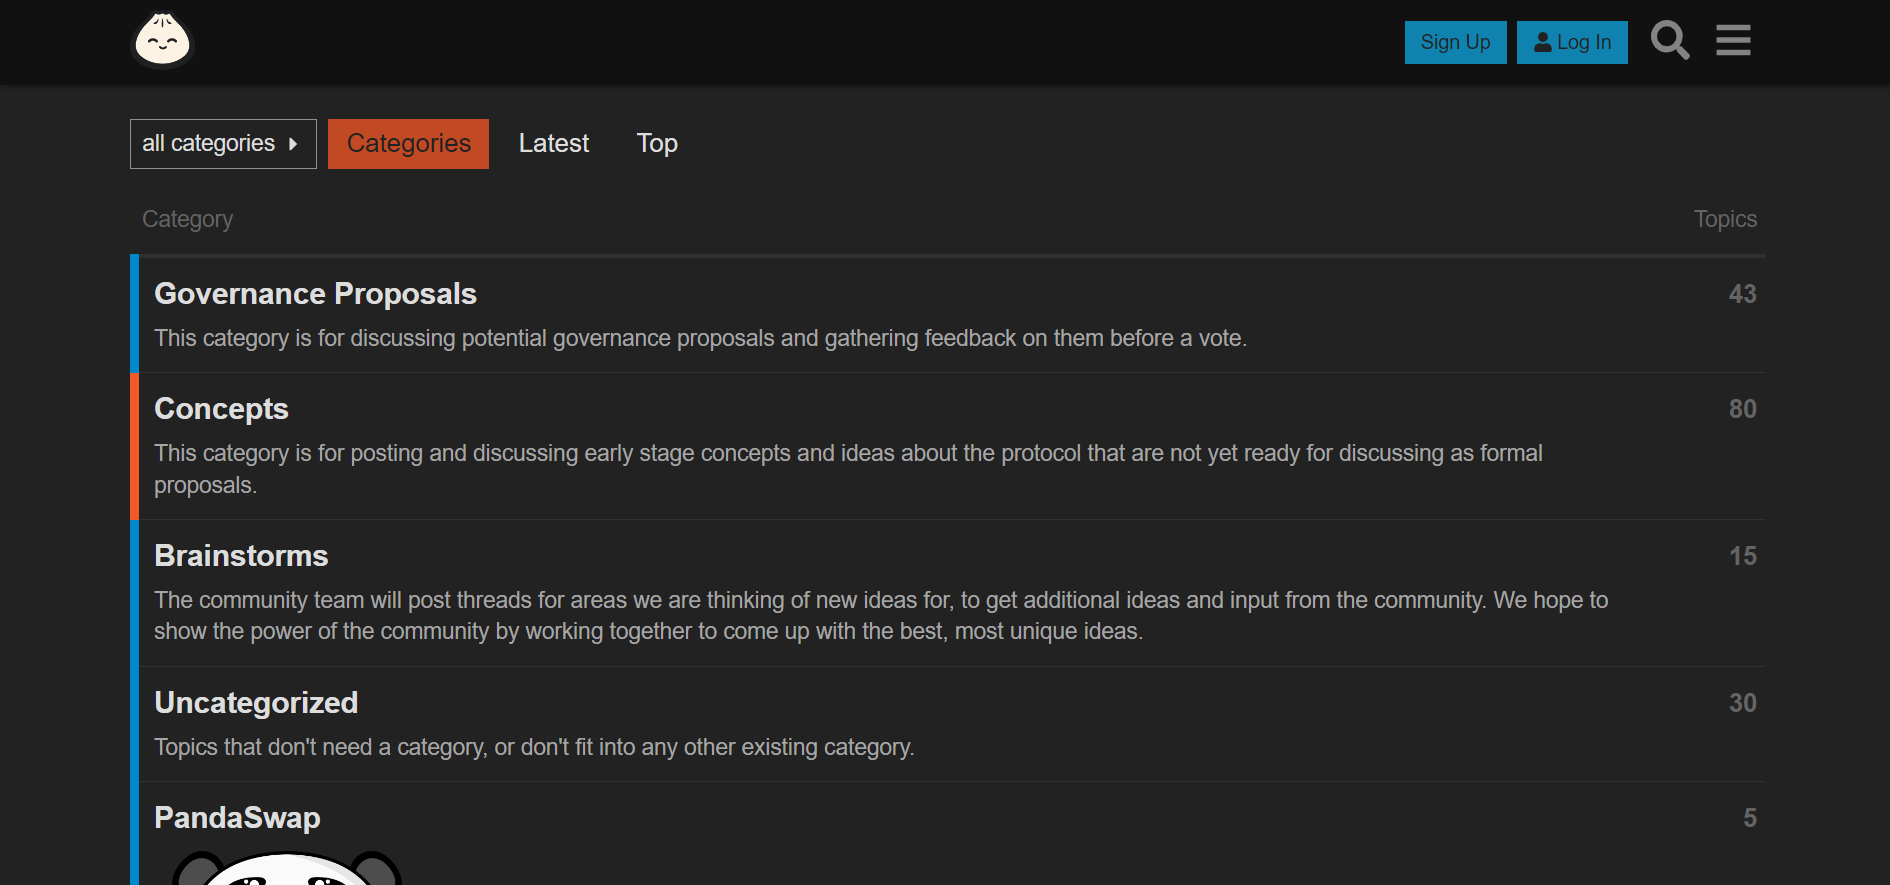 Sign Up
Log In
all categories
Categories
Latest
Top
Category
Topics
Governance Proposals
43
This category is for discussing potential governance proposals and gathering feedback on them before a vote.
Concepts
80
This category is for posting and discussing early stage concepts and ideas about the protocol that are not yet ready for discussing as formal
proposals.
Brainstorms
15
The community team will post threads for areas we are thinking of new ideas for, to get additional ideas and input from the community. We hope to
show the power of the community by working together to come up with the best, most unique ideas.
Uncategorized
30
Topics that don't need a category, or don't fit into any other existing category.
PandaSwap
5